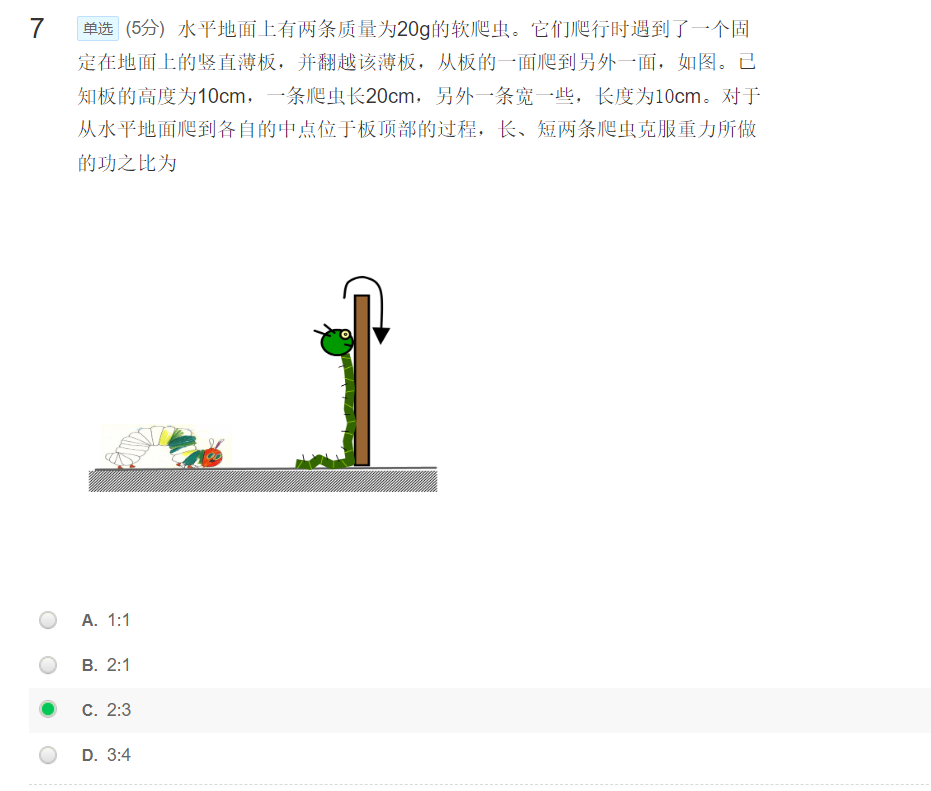 7 单选 (5分) 水平地面上有两条质量为20g的软爬虫。它们爬行时遇到了一个固
定在地面上的竖直薄板，并翻越该薄板，从板的一面爬到另外一面，如图。已
知板的高度为10cm，一条爬虫长20cm，另外一条宽一些，长度为10cm。对于
从水平地面爬到各自的中点位于板顶部的过程，长、短两条爬虫克服重力所做
的功之比为
A. 1:1
B. 2:1
C. 2:3
D. 3:4